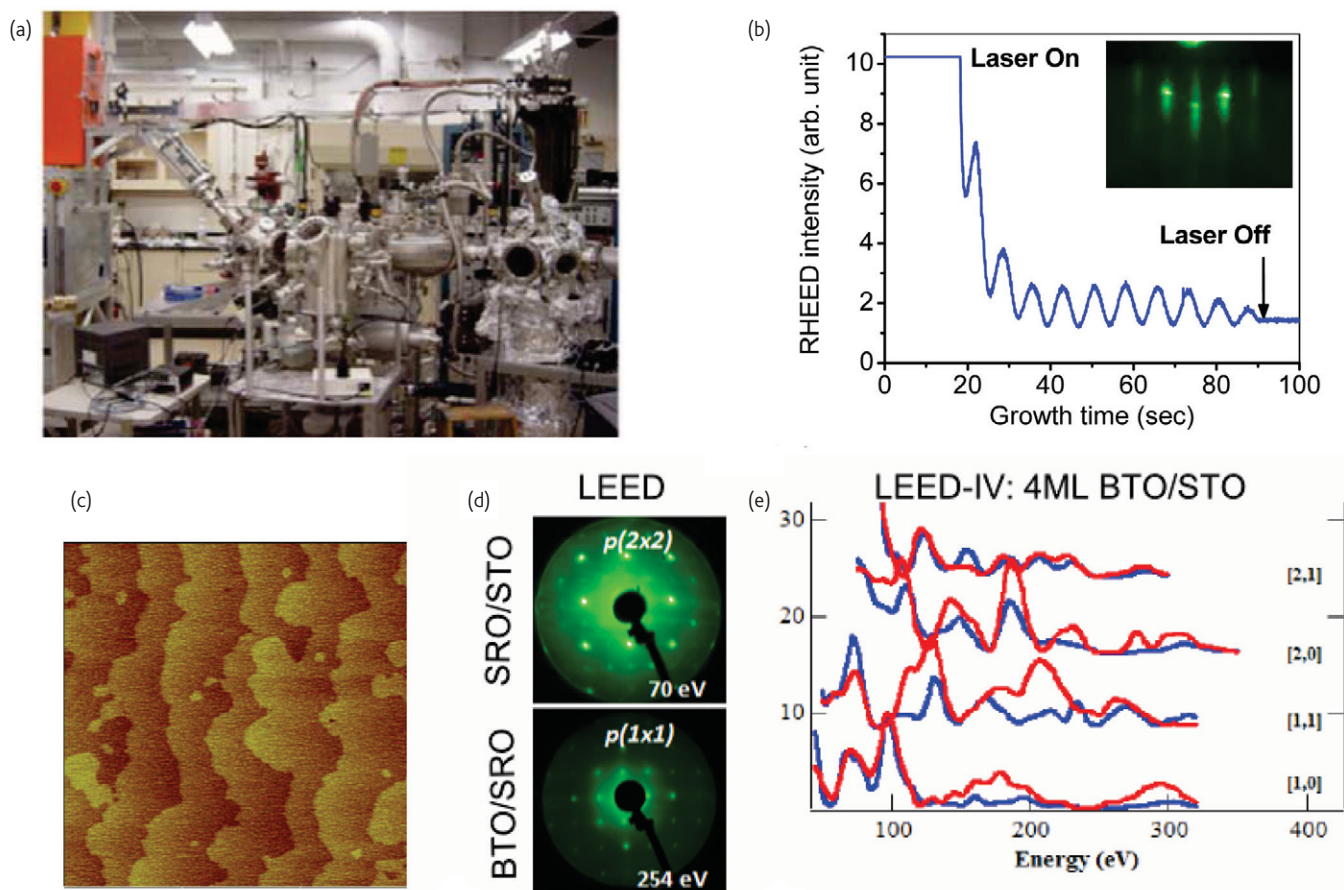 (a)
(b)
RHEED intensity (arb. unit)
10
8
6
4
2
0
Laser On
Laser Off
0 20 40 60 80 100
Growth time (sec)
(c)
(d)
LEED
SRO/STO
p(2x2)
70 eV
BTO/SRO
p(1x1)
254 eV
(e)
LEED-IV: 4ML BTO/STO
30
20
10
[2,1]
[2,0]
[1,1]
[1,0]
100 200 300 400
Energy (eV)